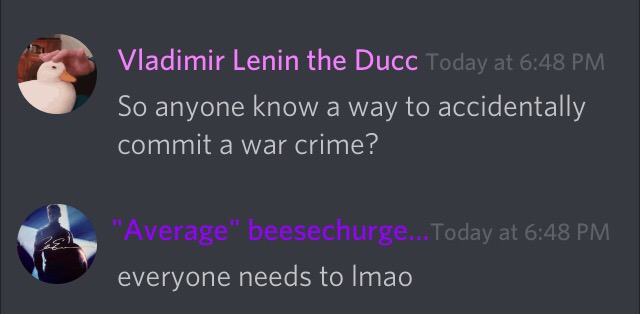 Vladimir Lenin the Ducc Today at 6:48 PM
So anyone know a way to accidentally
commit a war crime?
"Average" beesechurge...Today at 6:48 PM
everyone needs to lmao